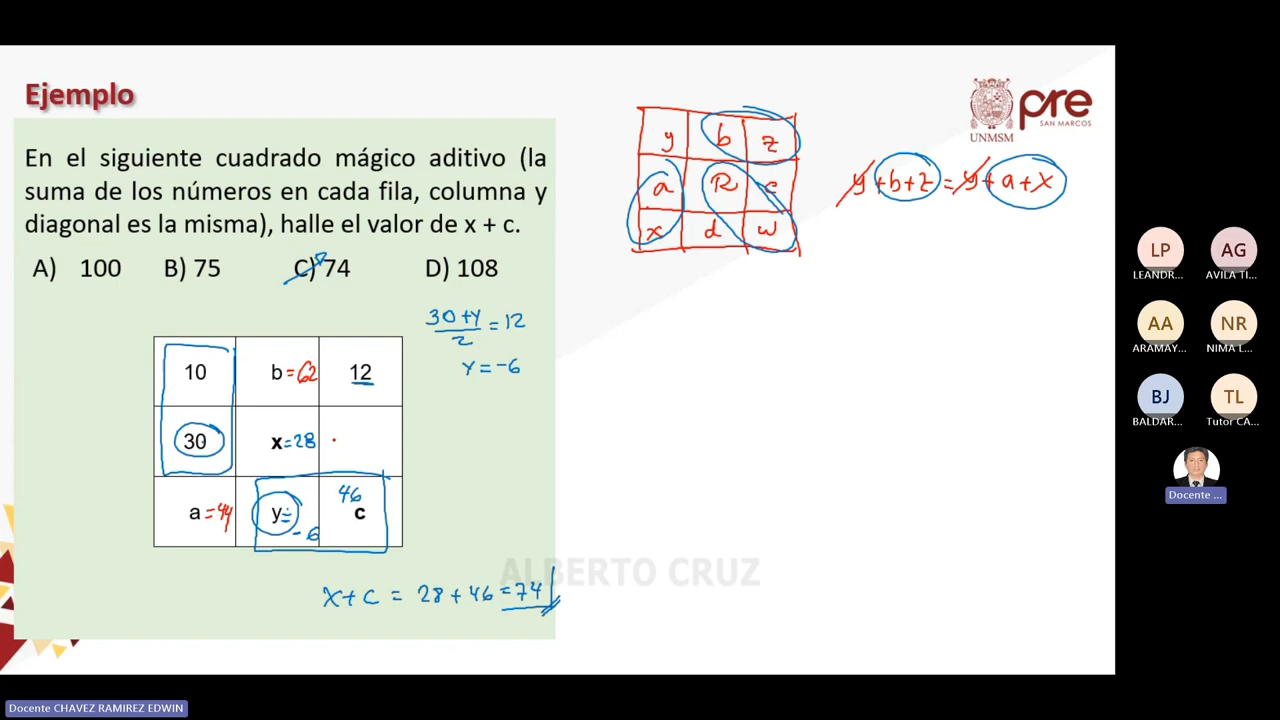 Ejemplo
En el siguiente cuadrado mágico aditivo (la
suma de los números en cada fila, columna y
diagonal es la misma), halle el valor de x + c.
A) 100 B) 75 C) 74 D) 108
30+y/2 = 12
y = -6
10 b = 62 12
30 x = 28
a = 44 y = -6 46 c
x + c = 28 + 46 = 74
y b z
a R c
x d w
y + b + z = y + a + x
UNMSM
pre
SAN MARCOS
ALBERTO CRUZ
LP
LEANDR...
AG
AVILA TI...
AA
ARAMAY...
NR
NIMA L...
BJ
BALDAR...
TL
Tutor CA...
Docente ...
Docente CHAVEZ RAMIREZ EDWIN